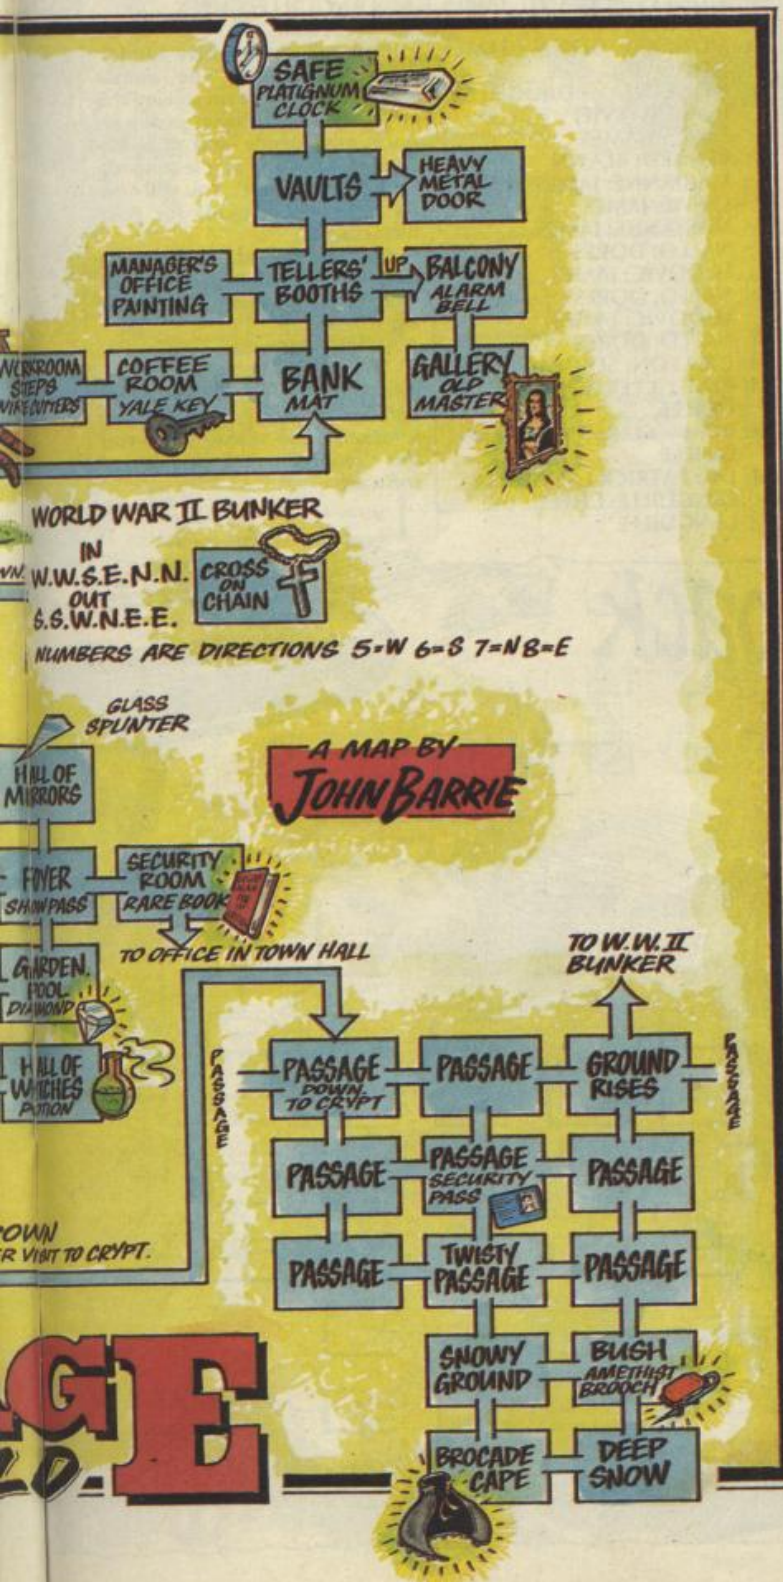 SAFE
PLATIGNUM
CLOCK
VAULTS
HEAVY
METAL
DOOR
MANAGER'S
OFFICE
PAINTING
TELLERS'
BOOTHS
UP
BALCONY
ALARM
BELL
WORKROOM
STEPS
WIRE CUTTERS
COFFEE
ROOM
YALE KEY
BANK
MAT
GALLERY
OLD
MASTER
WORLD WAR II BUNKER
IN
W.W.S.E.N.N.
OUT
S.S.W.N.E.E.
CROSS
ON
CHAIN
NUMBERS ARE DIRECTIONS 5=W 6=S 7=N 8=E
GLASS
SPLINTER
HALL OF
MIRRORS
A MAP BY
JOHN BARRIE
FOYER
SHOW PASS
SECURITY
ROOM
RARE BOOK
TO OFFICE IN TOWN HALL
GARDEN.
POOL
DIAMOND
HALL OF
WITCHES
POTION
TO W.W.II
BUNKER
PASSAGE
PASSAGE
DOWN
TO CRYPT
PASSAGE
GROUND
RISES
PASSAGE
PASSAGE
PASSAGE
SECURITY
PASS
PASSAGE
PASSAGE
TWISTY
PASSAGE
PASSAGE
VISIT TO CRYPT.
SNOWY
GROUND
BUSH
AMETHIST
BROOCH
BROCADE
CAPE
DEEP
SNOW